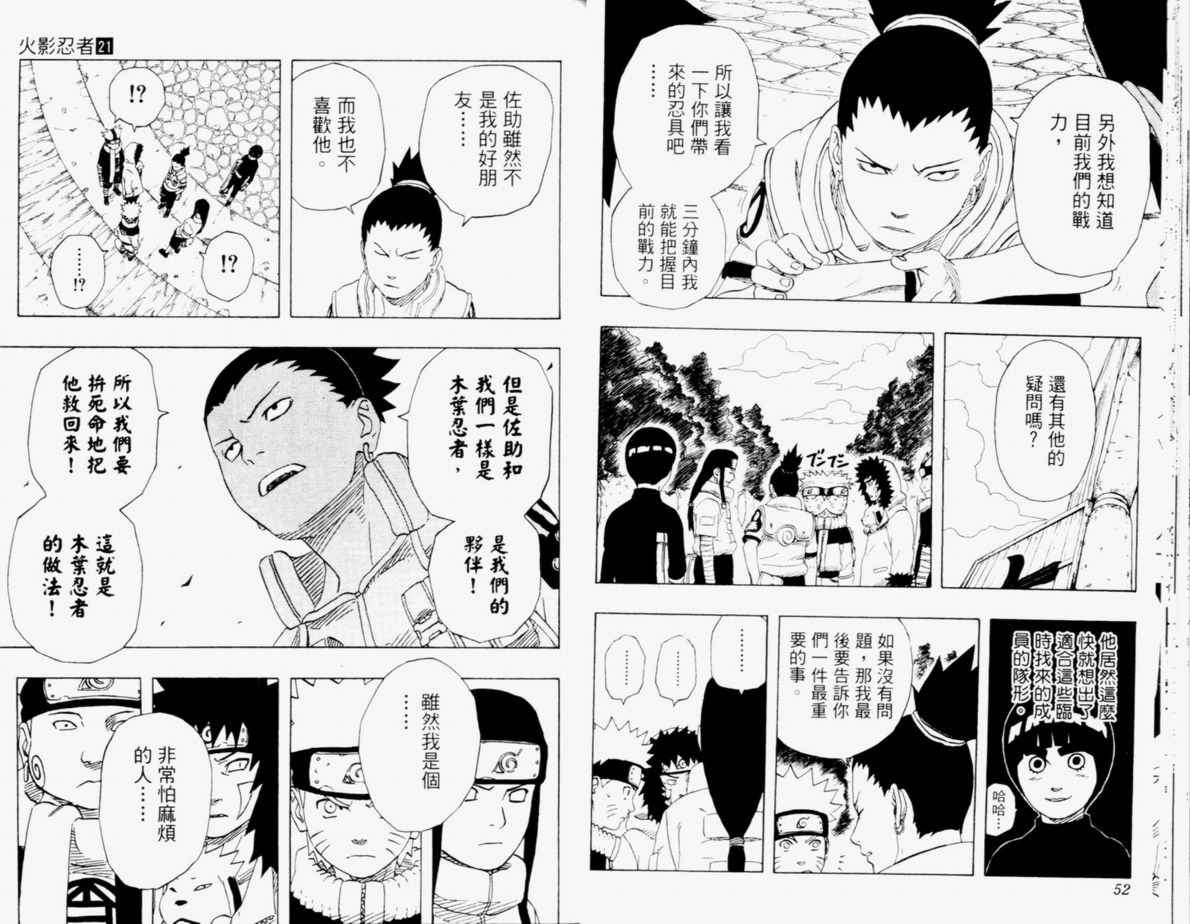 另外我想知道
目前我們的戰
力，
所以讓我看
一下你們帶
來的忍具吧
……
三分鐘內我
就能把握目
前的戰力。
還有其他的
疑問嗎？
ブンブン
他居然這麼
快就想出了
適合這些臨
時找來的成
員的隊形。
哈哈…
如果沒有問
題，那我最
後要告訴你
們一件最重
要的事。
……
……
……
52
火影忍者21
佐助雖然不
是我的好朋
友……
而我也不
喜歡他。
!?
!?
……!?
但是佐助和
我們一樣是
木葉忍者，
是我們的
夥伴！
所以我們要
拚死命地把
他救回來！
這就是
木葉忍者
的做法！
雖然我是個
……
非常怕麻煩
的人……